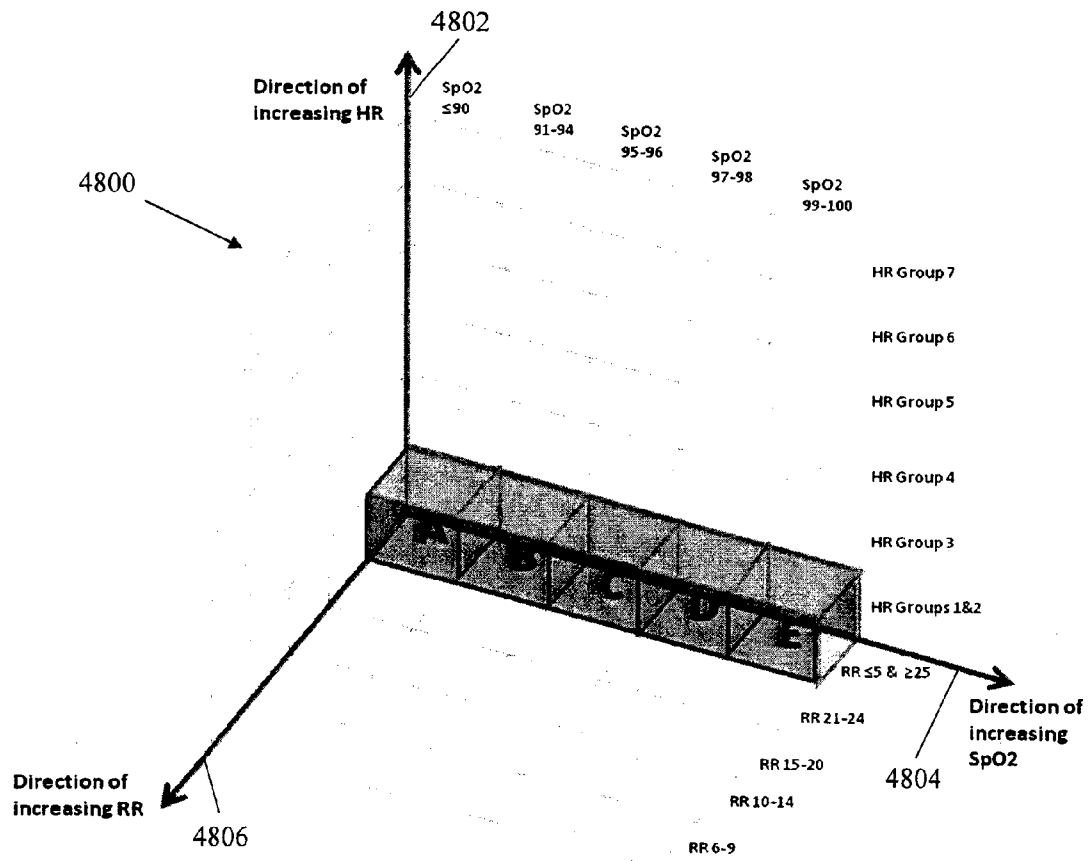 4802
Direction of
increasing HR
SpO2
≤90
SpO2
91-94
SpO2
95-96
SpO2
97-98
SpO2
99-100
4800
HR Group 7
HR Group 6
HR Group 5
HR Group 4
HR Group 3
HR Groups 1&2
A
B
C
D
E
RR ≤5 & ≥25
RR 21-24
RR 15-20
RR 10-14
RR 6-9
Direction of
increasing
SpO2
4804
Direction of
increasing RR
4806